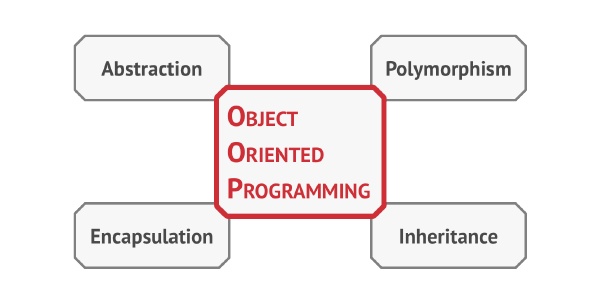 Abstraction
Polymorphism
Object
Oriented
Programming
Encapsulation
Inheritance